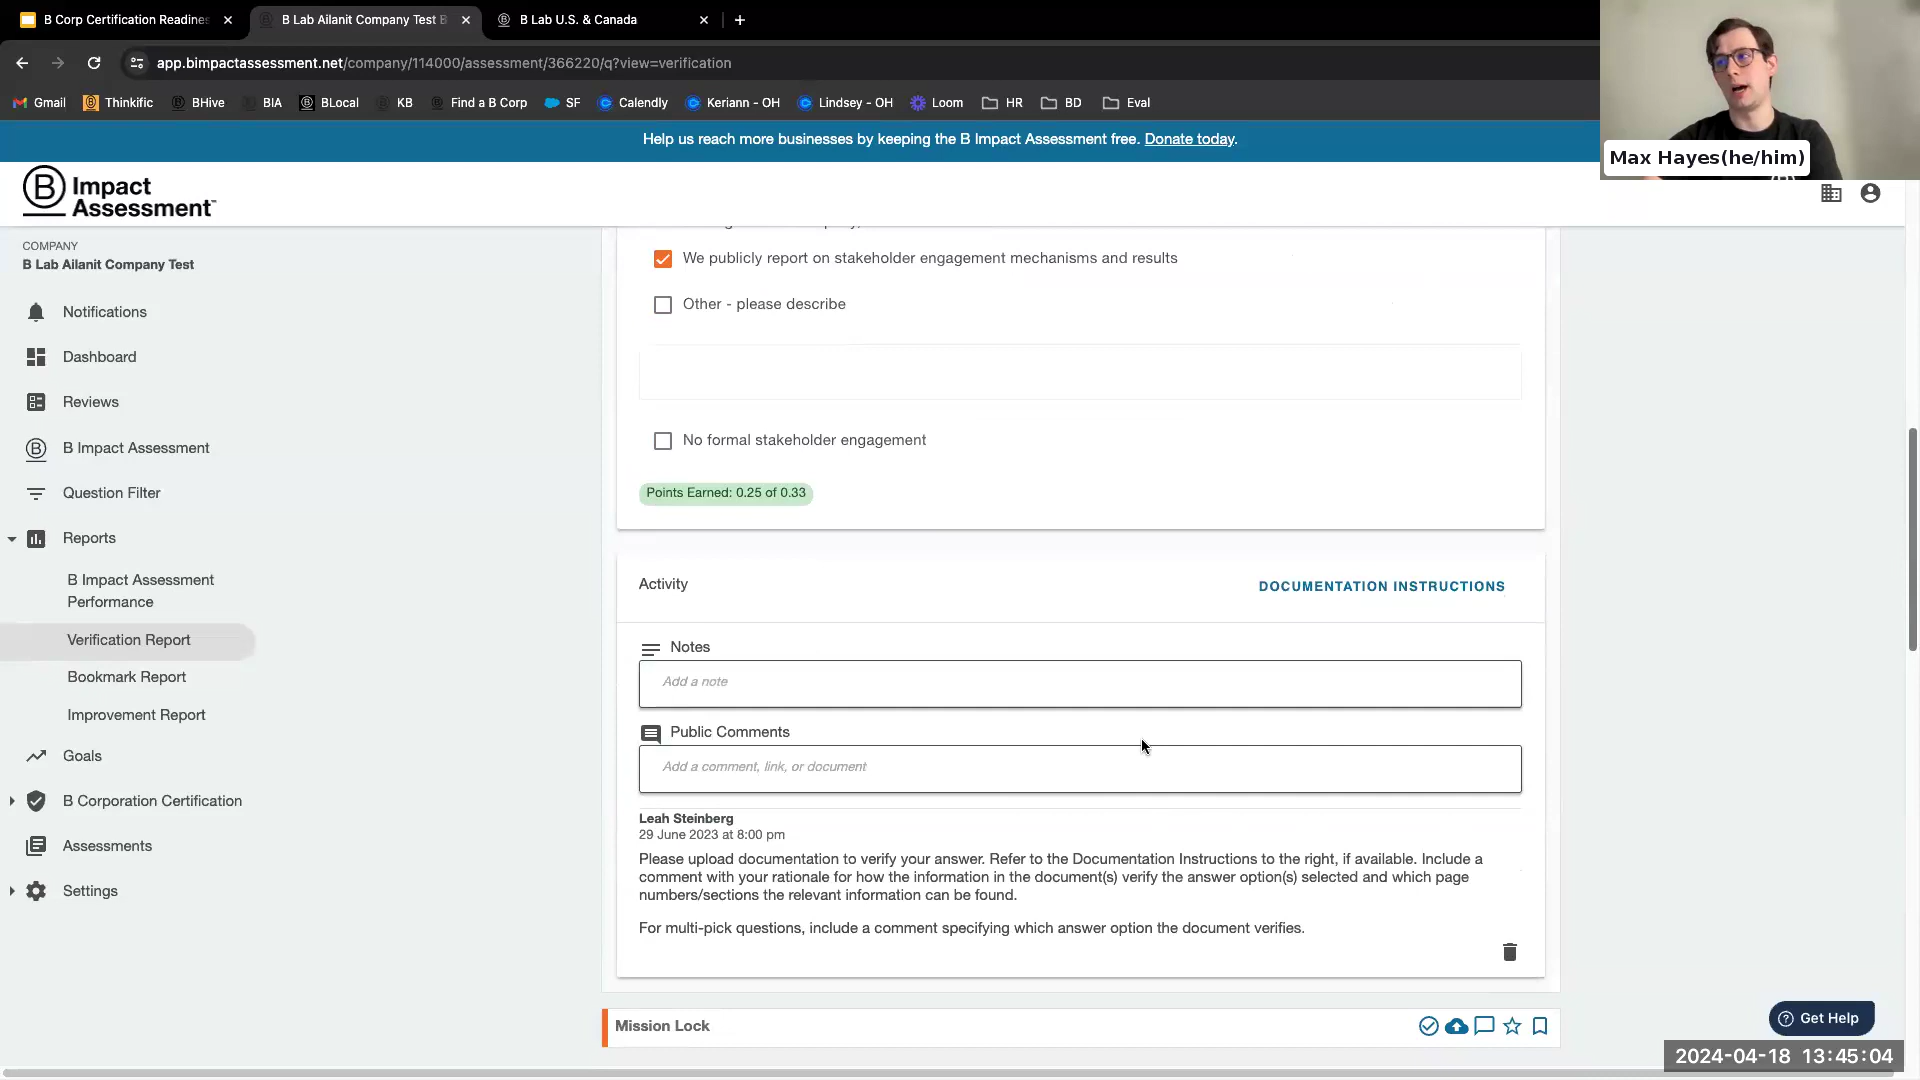 B Corp Certification Readines
B Lab Ailanit Company Test B
B Lab U.S. & Canada
app.bimpactassessment.net/company/114000/assessment/366220/q?view=verification
Gmail
Thinkific
BHive
BIA
BLocal
KB
Find a B Corp
SF
Calendly
Keriann - OH
Lindsey - OH
Loom
HR
BD
Eval
Max Hayes(he/him)
Help us reach more businesses by keeping the B Impact Assessment free. Donate today.
B Impact
Assessment
COMPANY
B Lab Ailanit Company Test
Notifications
Dashboard
Reviews
B Impact Assessment
Question Filter
Reports
B Impact Assessment
Performance
Verification Report
Bookmark Report
Improvement Report
Goals
B Corporation Certification
Assessments
Settings
We publicly report on stakeholder engagement mechanisms and results
Other - please describe
No formal stakeholder engagement
Points Earned: 0.25 of 0.33
Activity
DOCUMENTATION INSTRUCTIONS
Notes
Add a note
Public Comments
Add a comment, link, or document
Leah Steinberg
29 June 2023 at 8:00 pm
Please upload documentation to verify your answer. Refer to the Documentation Instructions to the right, if available. Include a
comment with your rationale for how the information in the document(s) verify the answer option(s) selected and which page
numbers/sections the relevant information can be found.
For multi-pick questions, include a comment specifying which answer option the document verifies.
Mission Lock
Get Help
2024-04-18 13:45:04